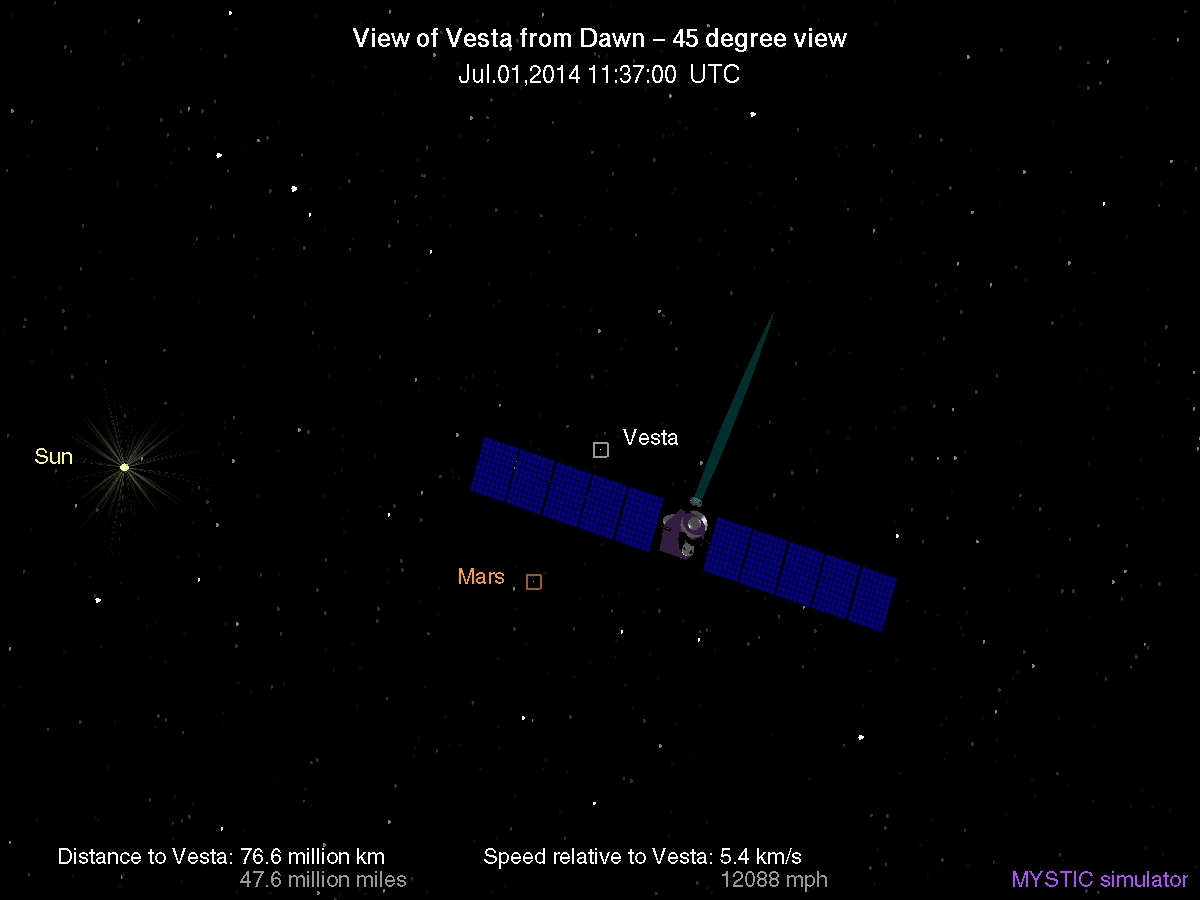 View of Vesta from Dawn – 45 degree view
Jul.01,2014 11:37:00 UTC
Vesta
Sun
Mars
Distance to Vesta: 76.6 million km
47.6 million miles
Speed relative to Vesta: 5.4 km/s
12088 mph
MYSTIC simulator